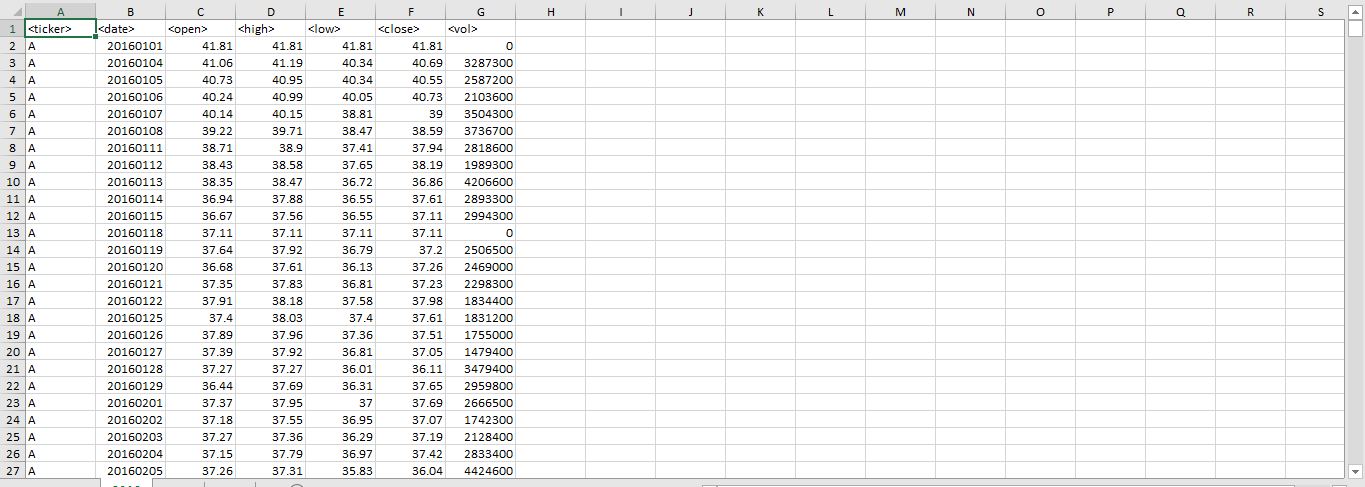 A B C D E F G H I J K L M N O P Q R S
1 <ticker> <date> <open> <high> <low> <close> <vol>
2 A 20160101 41.81 41.81 41.81 41.81 0
3 A 20160104 41.06 41.19 40.34 40.69 3287300
4 A 20160105 40.73 40.95 40.34 40.55 2587200
5 A 20160106 40.24 40.99 40.05 40.73 2103600
6 A 20160107 40.14 40.15 38.81 39 3504300
7 A 20160108 39.22 39.71 38.47 38.59 3736700
8 A 20160111 38.71 38.9 37.41 37.94 2818600
9 A 20160112 38.43 38.58 37.65 38.19 1989300
10 A 20160113 38.35 38.47 36.72 36.86 4206600
11 A 20160114 36.94 37.88 36.55 37.61 2893300
12 A 20160115 36.67 37.56 36.55 37.11 2994300
13 A 20160118 37.11 37.11 37.11 37.11 0
14 A 20160119 37.64 37.92 36.79 37.2 2506500
15 A 20160120 36.68 37.61 36.13 37.26 2469000
16 A 20160121 37.35 37.83 36.81 37.23 2298300
17 A 20160122 37.91 38.18 37.58 37.98 1834400
18 A 20160125 37.4 38.03 37.4 37.61 1831200
19 A 20160126 37.89 37.96 37.36 37.51 1755000
20 A 20160127 37.39 37.92 36.81 37.05 1479400
21 A 20160128 37.27 37.27 36.01 36.11 3479400
22 A 20160129 36.44 37.69 36.31 37.65 2959800
23 A 20160201 37.37 37.95 37 37.69 2666500
24 A 20160202 37.18 37.55 36.95 37.07 1742300
25 A 20160203 37.27 37.36 36.29 37.19 2128400
26 A 20160204 37.15 37.79 36.97 37.42 2833400
27 A 20160205 37.26 37.31 35.83 36.04 4424600